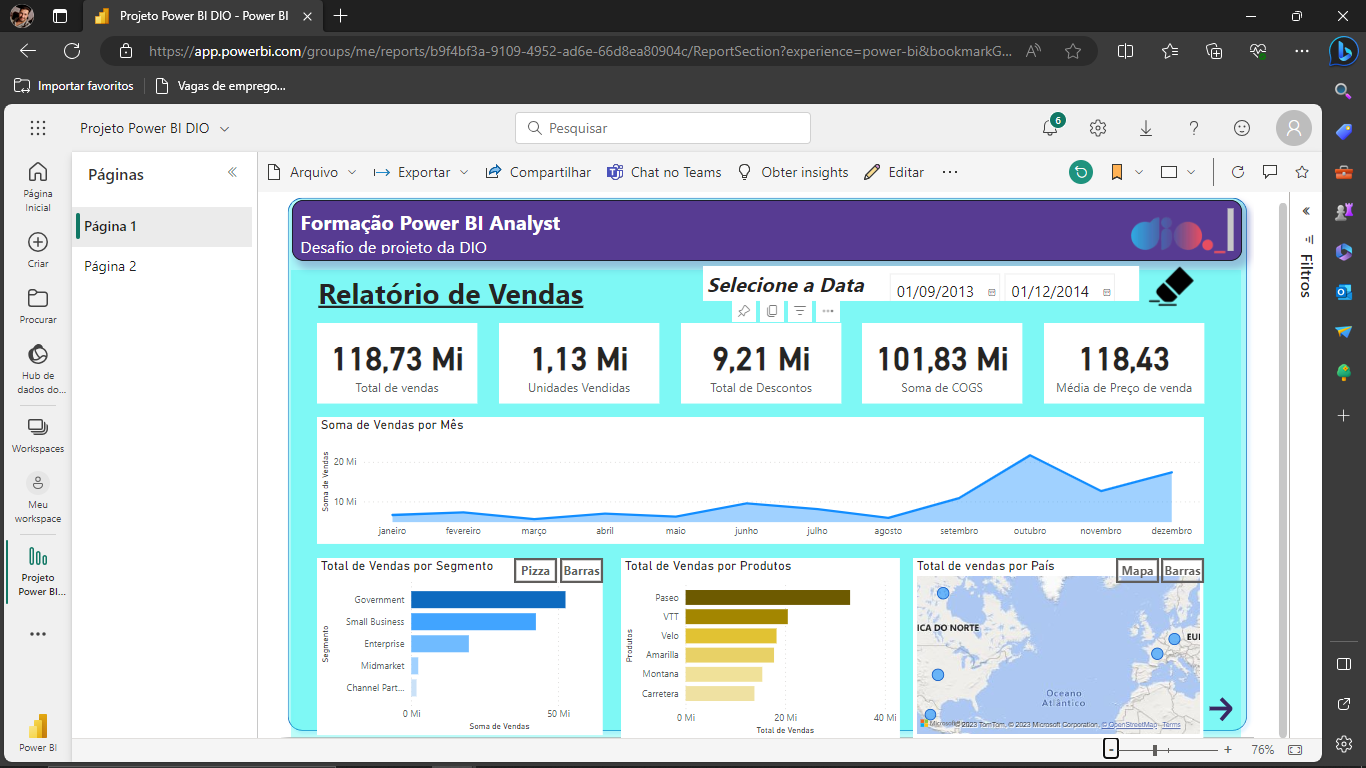 Projeto Power BI DIO - Power BI
https://app.powerbi.com/groups/me/reports/b9f4bf3a-9109-4952-ad6e-66d8ea80904c/ReportSection?experience=power-bi&bookmarkG...
Importar favoritos
Vagas de emprego...
Projeto Power BI DIO
Pesquisar
6
Página Inicial
Criar
Procurar
Hub de dados do...
Workspaces
Meu workspace
Projeto Power BI...
Power BI
Páginas
Página 1
Página 2
Arquivo
Exportar
Compartilhar
Chat no Teams
Obter insights
Editar
Filtros
Formação Power BI Analyst
Desafio de projeto da DIO
dio.
Relatório de Vendas
Selecione a Data
01/09/2013
01/12/2014
118,73 Mi
Total de vendas
1,13 Mi
Unidades Vendidas
9,21 Mi
Total de Descontos
101,83 Mi
Soma de COGS
118,43
Média de Preço de venda
Soma de Vendas por Mês
Soma de Vendas
20 Mi
10 Mi
janeiro fevereiro março abril maio junho julho agosto setembro outubro novembro dezembro
Total de Vendas por Segmento
Pizza
Barras
Segmento
Government
Small Business
Enterprise
Midmarket
Channel Part...
0 Mi 50 Mi
Soma de Vendas
Total de Vendas por Produtos
Produtos
Paseo
VTT
Velo
Amarilla
Montana
Carretera
0 Mi 20 Mi 40 Mi
Total de Vendas
Total de vendas por País
Mapa
Barras
ICA DO NORTE
EUI
Oceano
Atlântico
© 2023 TomTom, © 2023 Microsoft Corporation, © OpenStreetMap Terms
- + 76%